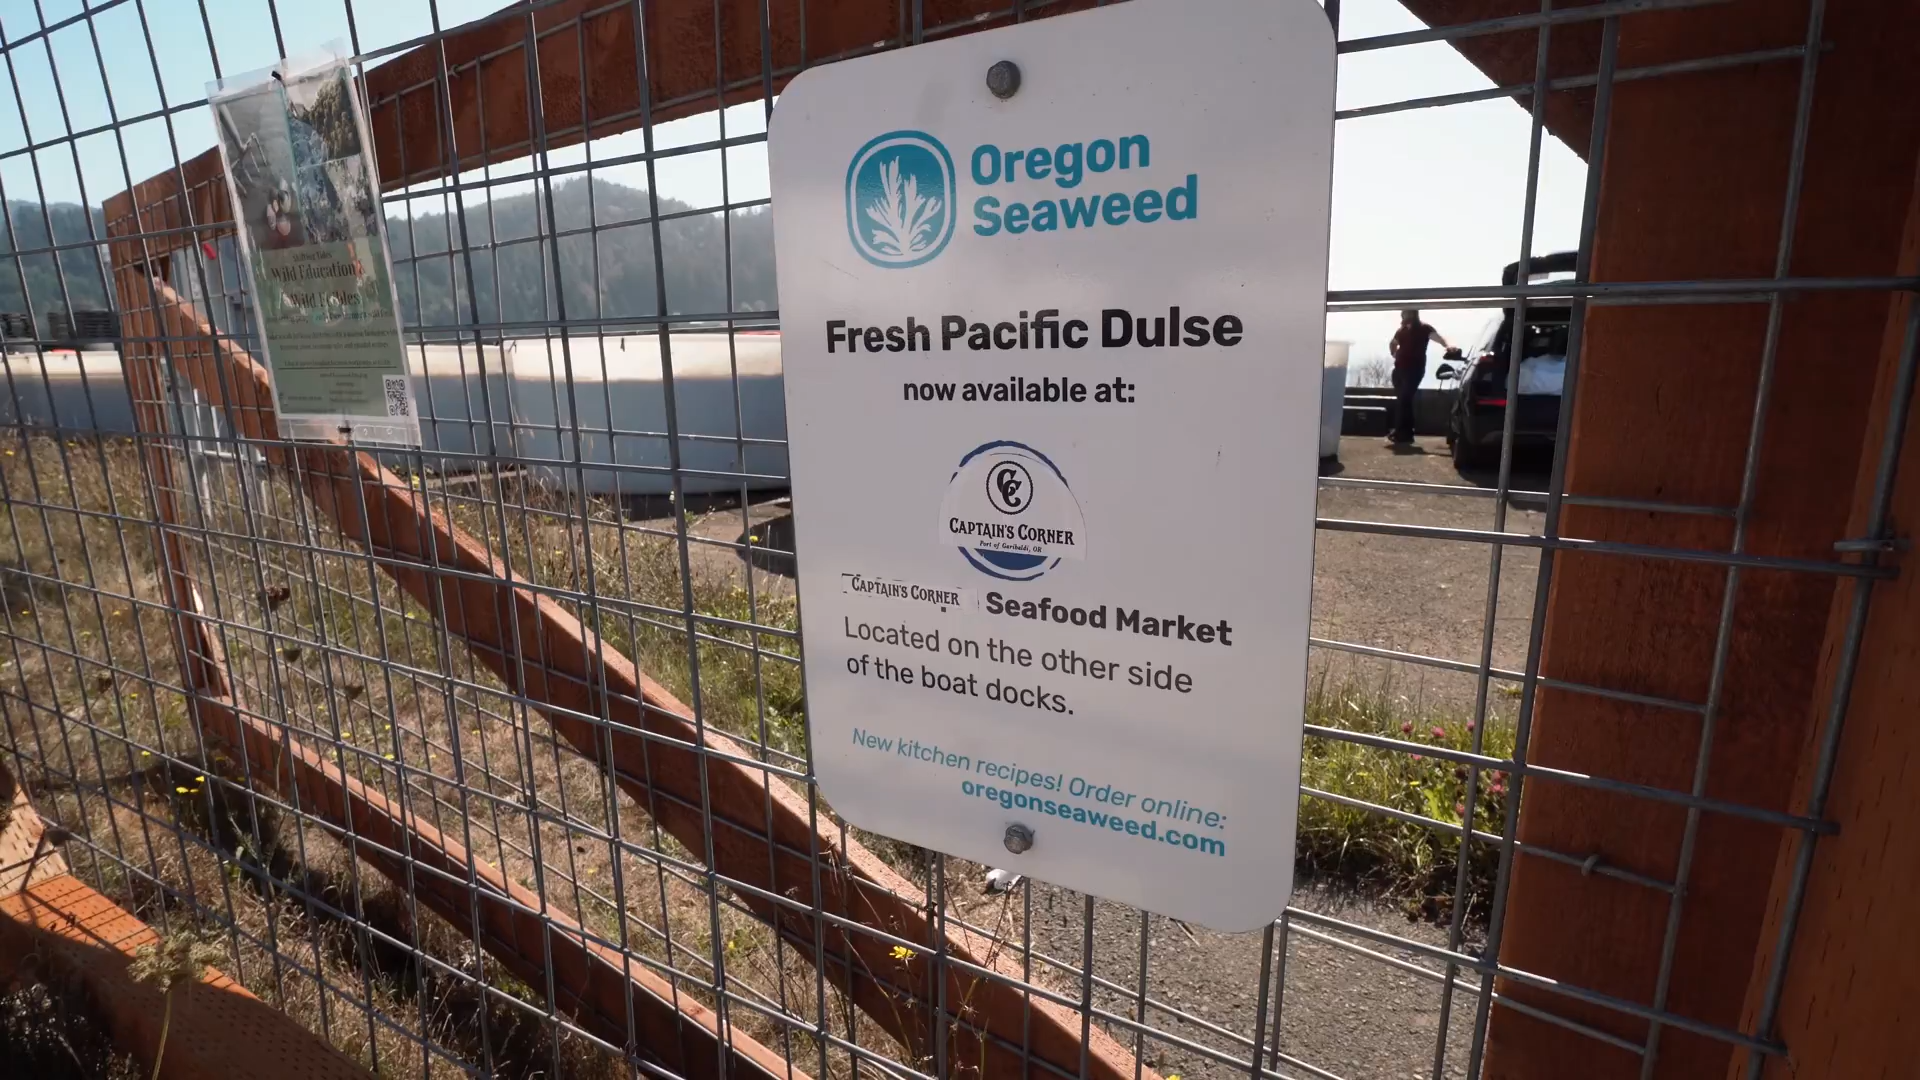 Wild Education
Wild Edibles
Oregon
Seaweed
Fresh Pacific Dulse
now available at:
CC
CAPTAIN'S CORNER
Port of Garibaldi, OR
CAPTAIN'S CORNER Seafood Market
Located on the other side
of the boat docks.
New kitchen recipes! Order online:
oregonseaweed.com